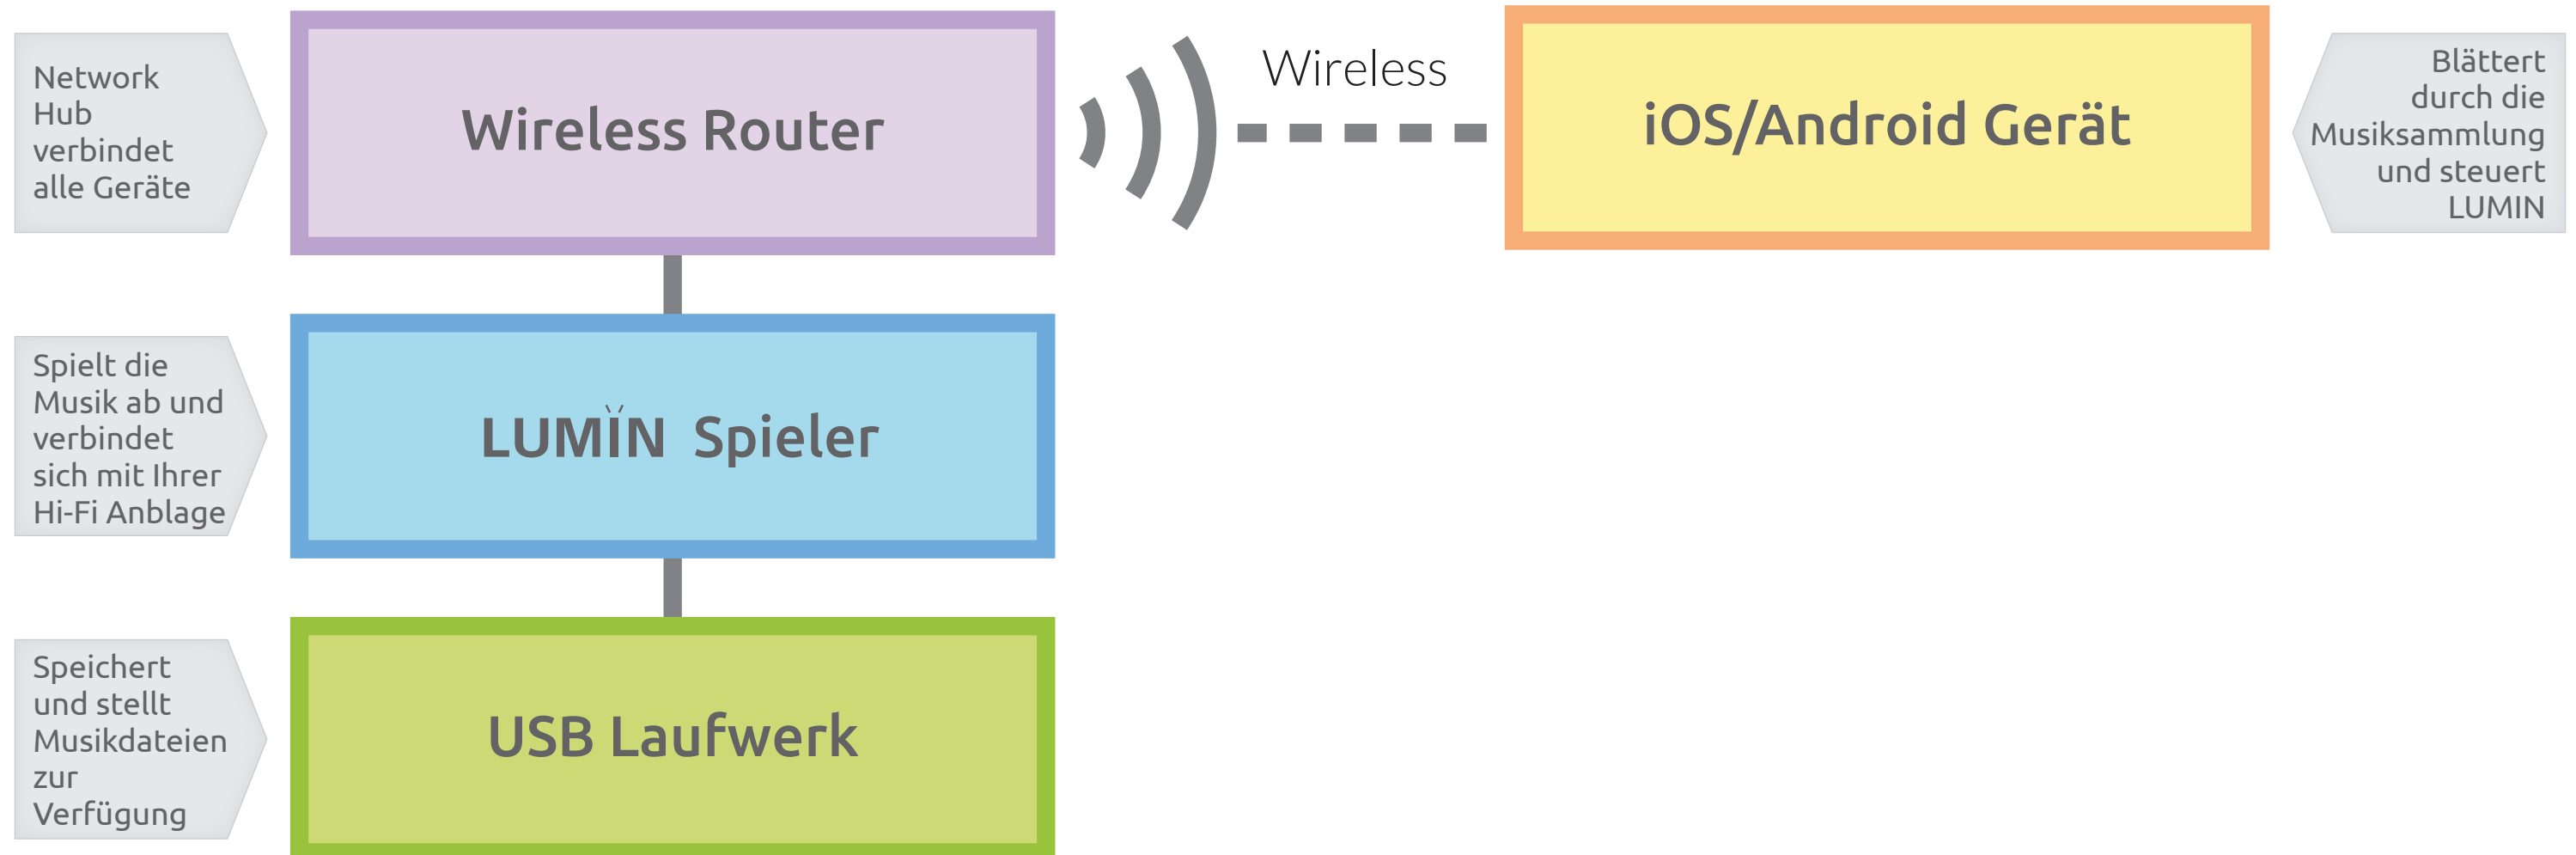 Network
Hub
verbindet
alle Geräte
Wireless Router
Wireless
iOS/Android Gerät
Blättert
durch die
Musiksammlung
und steuert
LUMIN
Spielt die
Musik ab und
verbindet
sich mit Ihrer
Hi-Fi Anblage
LUMÏN Spieler
Speichert
und stellt
Musikdateien
zur
Verfügung
USB Laufwerk